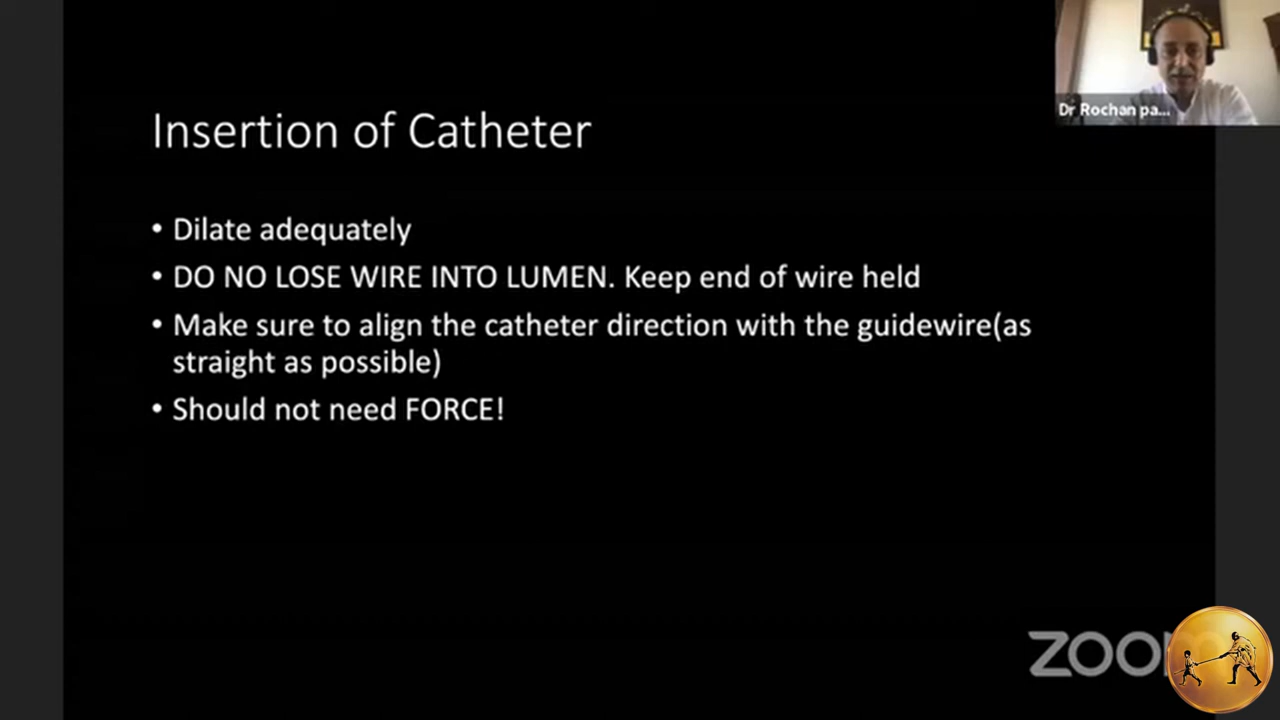 Dr Rochan pa...
Insertion of Catheter
• Dilate adequately
• DO NO LOSE WIRE INTO LUMEN. Keep end of wire held
• Make sure to align the catheter direction with the guidewire(as
straight as possible)
• Should not need FORCE!
zoom